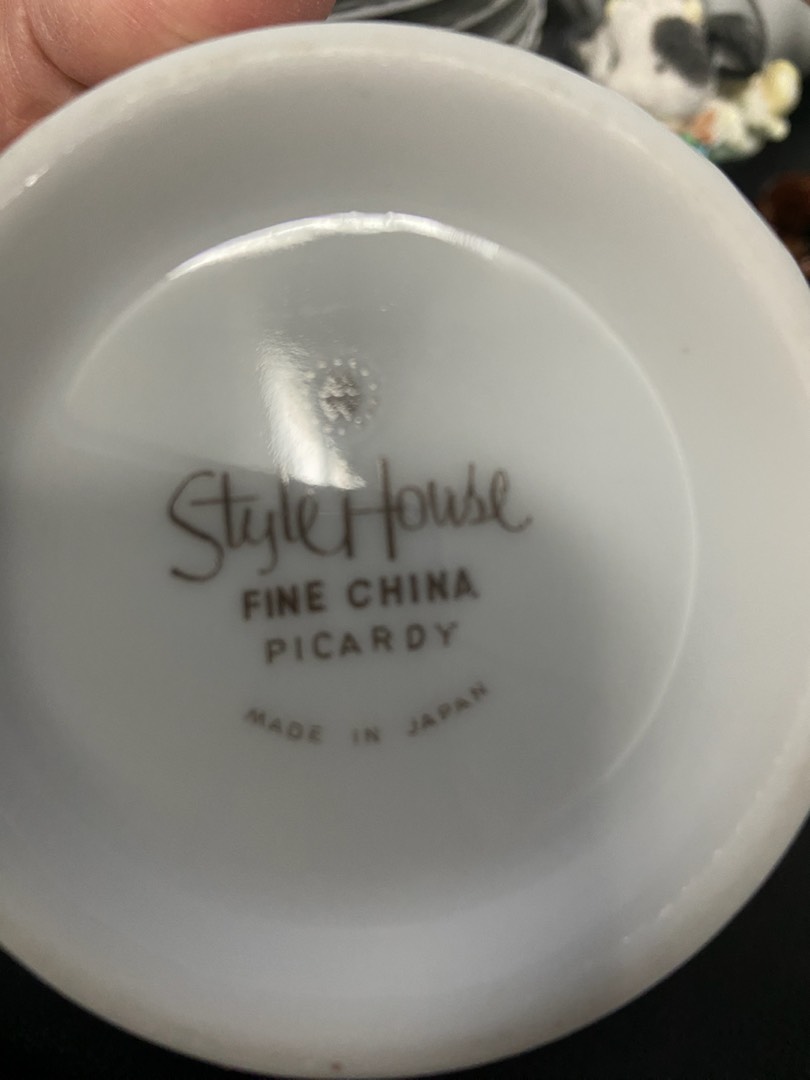 Style House
FINE CHINA
PICARDY
MADE IN JAPAN